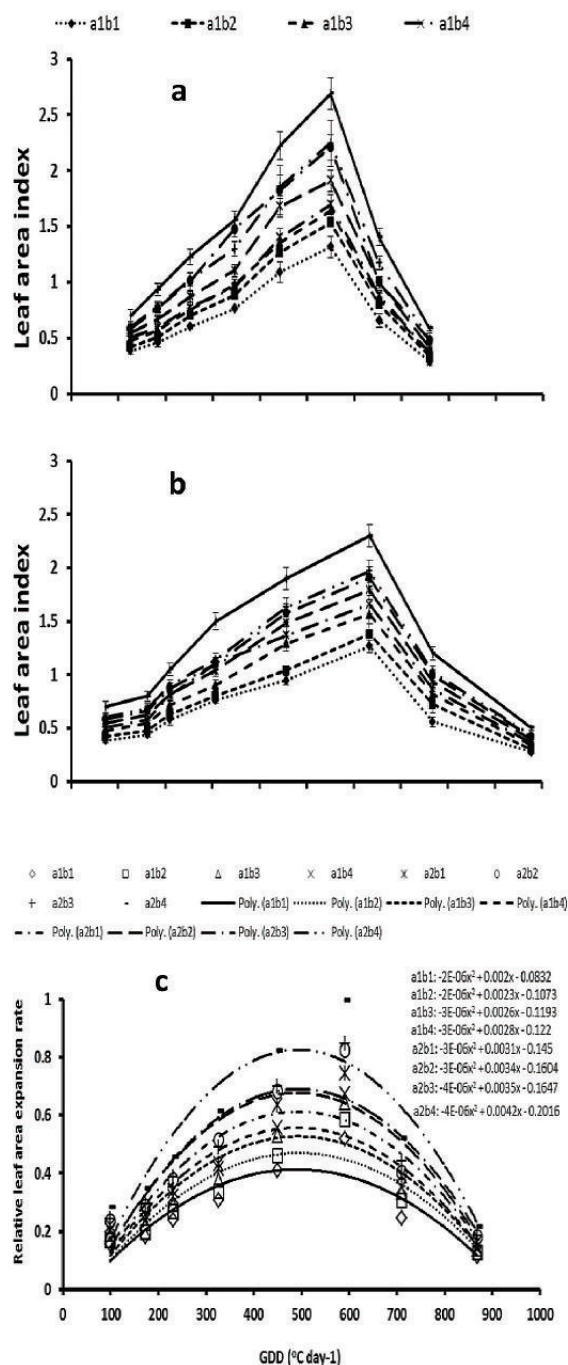 a1b1 a1b2 a1b3 a1b4
3
a
2.5
2
1.5
1
0.5
0
Leaf area index
3
b
2.5
2
1.5
1
0.5
0
Leaf area index
a1b1 a1b2 a1b3 a1b4 a2b1 a2b2
a2b3 a2b4 Poly. (a1b1) Poly. (a1b2) Poly. (a1b3) Poly. (a1b4)
Poly. (a2b1) Poly. (a2b2) Poly. (a2b3) Poly. (a2b4)
c
a1b1: -2E-06x² + 0.002x - 0.0832
a1b2: -2E-06x² + 0.0023x - 0.1073
a1b3: -3E-06x² + 0.0026x - 0.1193
a1b4: -3E-06x² + 0.0028x - 0.122
a2b1: -3E-06x² + 0.0031x - 0.145
a2b2: -3E-06x² + 0.0034x - 0.1604
a2b3: -4E-06x² + 0.0035x - 0.1647
a2b4: -4E-06x² + 0.0042x - 0.2016
1
0.8
0.6
0.4
0.2
0
Relative leaf area expansion rate
0 100 200 300 400 500 600 700 800 900 1000
GDD (°C day-1)